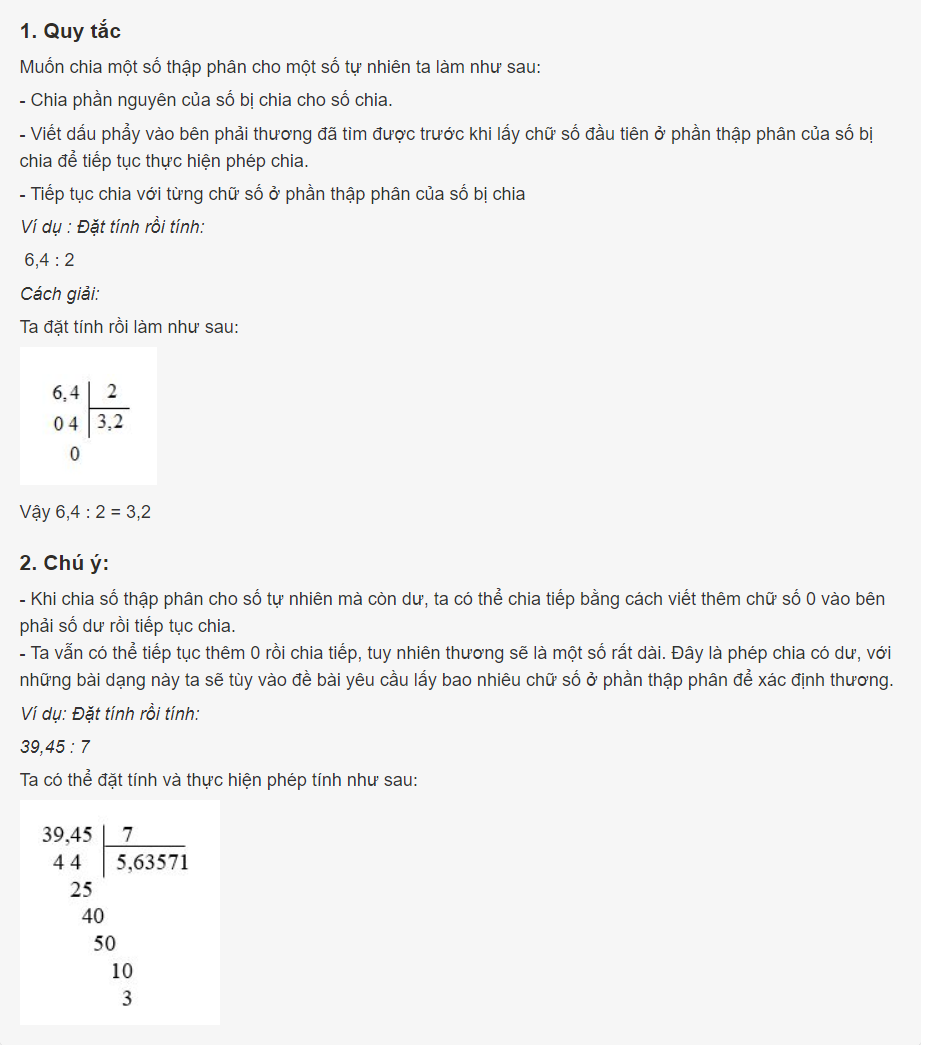 1. Quy tắc
Muốn chia một số thập phân cho một số tự nhiên ta làm như sau:
- Chia phần nguyên của số bị chia cho số chia.
- Viết dấu phẩy vào bên phải thương đã tìm được trước khi lấy chữ số đầu tiên ở phần thập phân của số bị
chia để tiếp tục thực hiện phép chia.
- Tiếp tục chia với từng chữ số ở phần thập phân của số bị chia
Ví dụ : Đặt tính rồi tính:
6,4 : 2
Cách giải:
Ta đặt tính rồi làm như sau:
6,4 2
0 4 3,2
0
Vậy 6,4 : 2 = 3,2
2. Chú ý:
- Khi chia số thập phân cho số tự nhiên mà còn dư, ta có thể chia tiếp bằng cách viết thêm chữ số 0 vào bên
phải số dư rồi tiếp tục chia.
- Ta vẫn có thể tiếp tục thêm 0 rồi chia tiếp, tuy nhiên thương sẽ là một số rất dài. Đây là phép chia có dư, với
những bài dạng này ta sẽ tùy vào đề bài yêu cầu lấy bao nhiêu chữ số ở phần thập phân để xác định thương.
Ví dụ: Đặt tính rồi tính:
39,45 : 7
Ta có thể đặt tính và thực hiện phép tính như sau:
39,45 7
4 4 5,63571
25
40
50
10
3